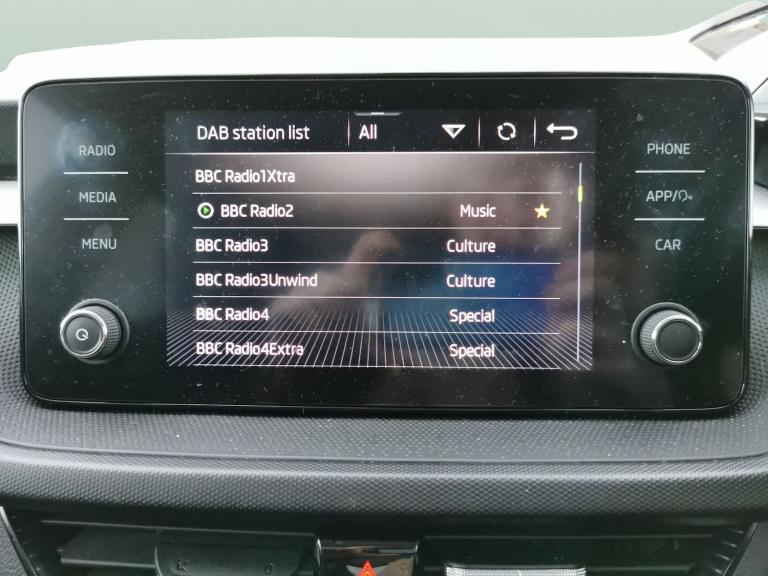 DAB station list All
RADIO
MEDIA
MENU
BBC Radio1Xtra
BBC Radio2 Music
BBC Radio3 Culture
BBC Radio3Unwind Culture
BBC Radio4 Special
BBC Radio4Extra Special
PHONE
APP/
CAR